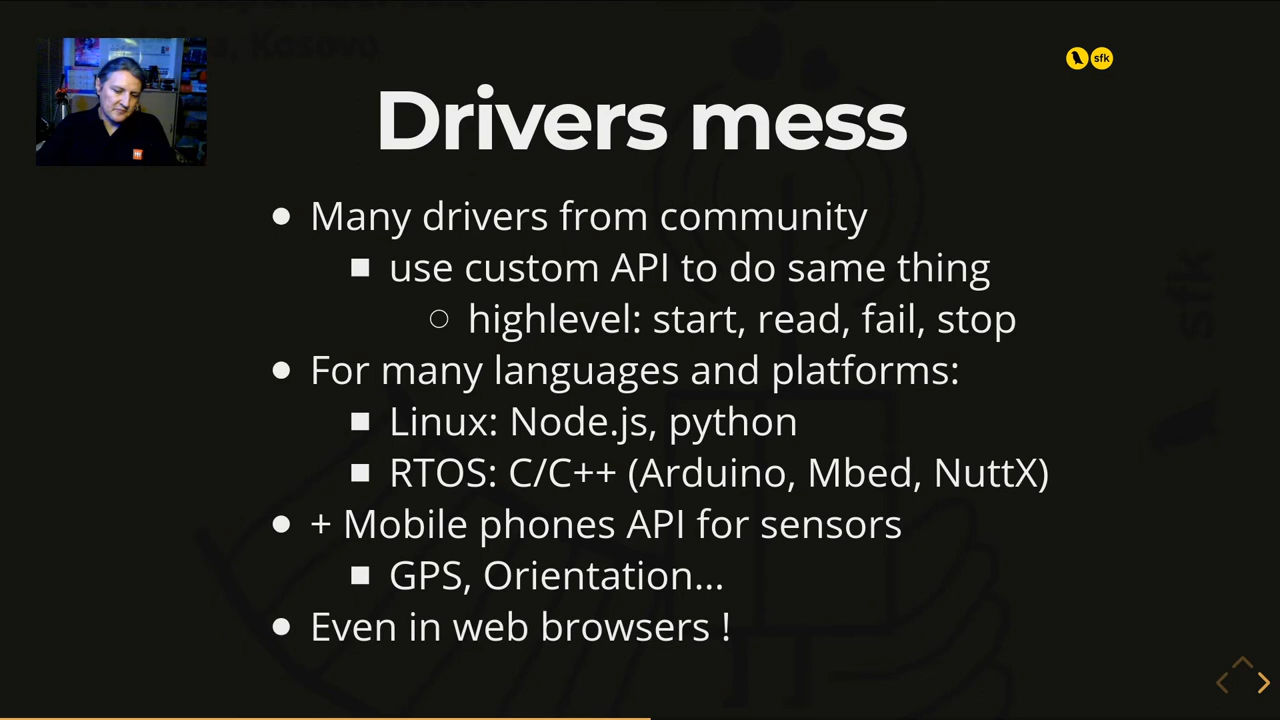 Kosovo
sfk
Drivers mess
Many drivers from community
use custom API to do same thing
highlevel: start, read, fail, stop
For many languages and platforms:
Linux: Node.js, python
RTOS: C/C++ (Arduino, Mbed, NuttX)
+ Mobile phones API for sensors
GPS, Orientation...
Even in web browsers !
sfk